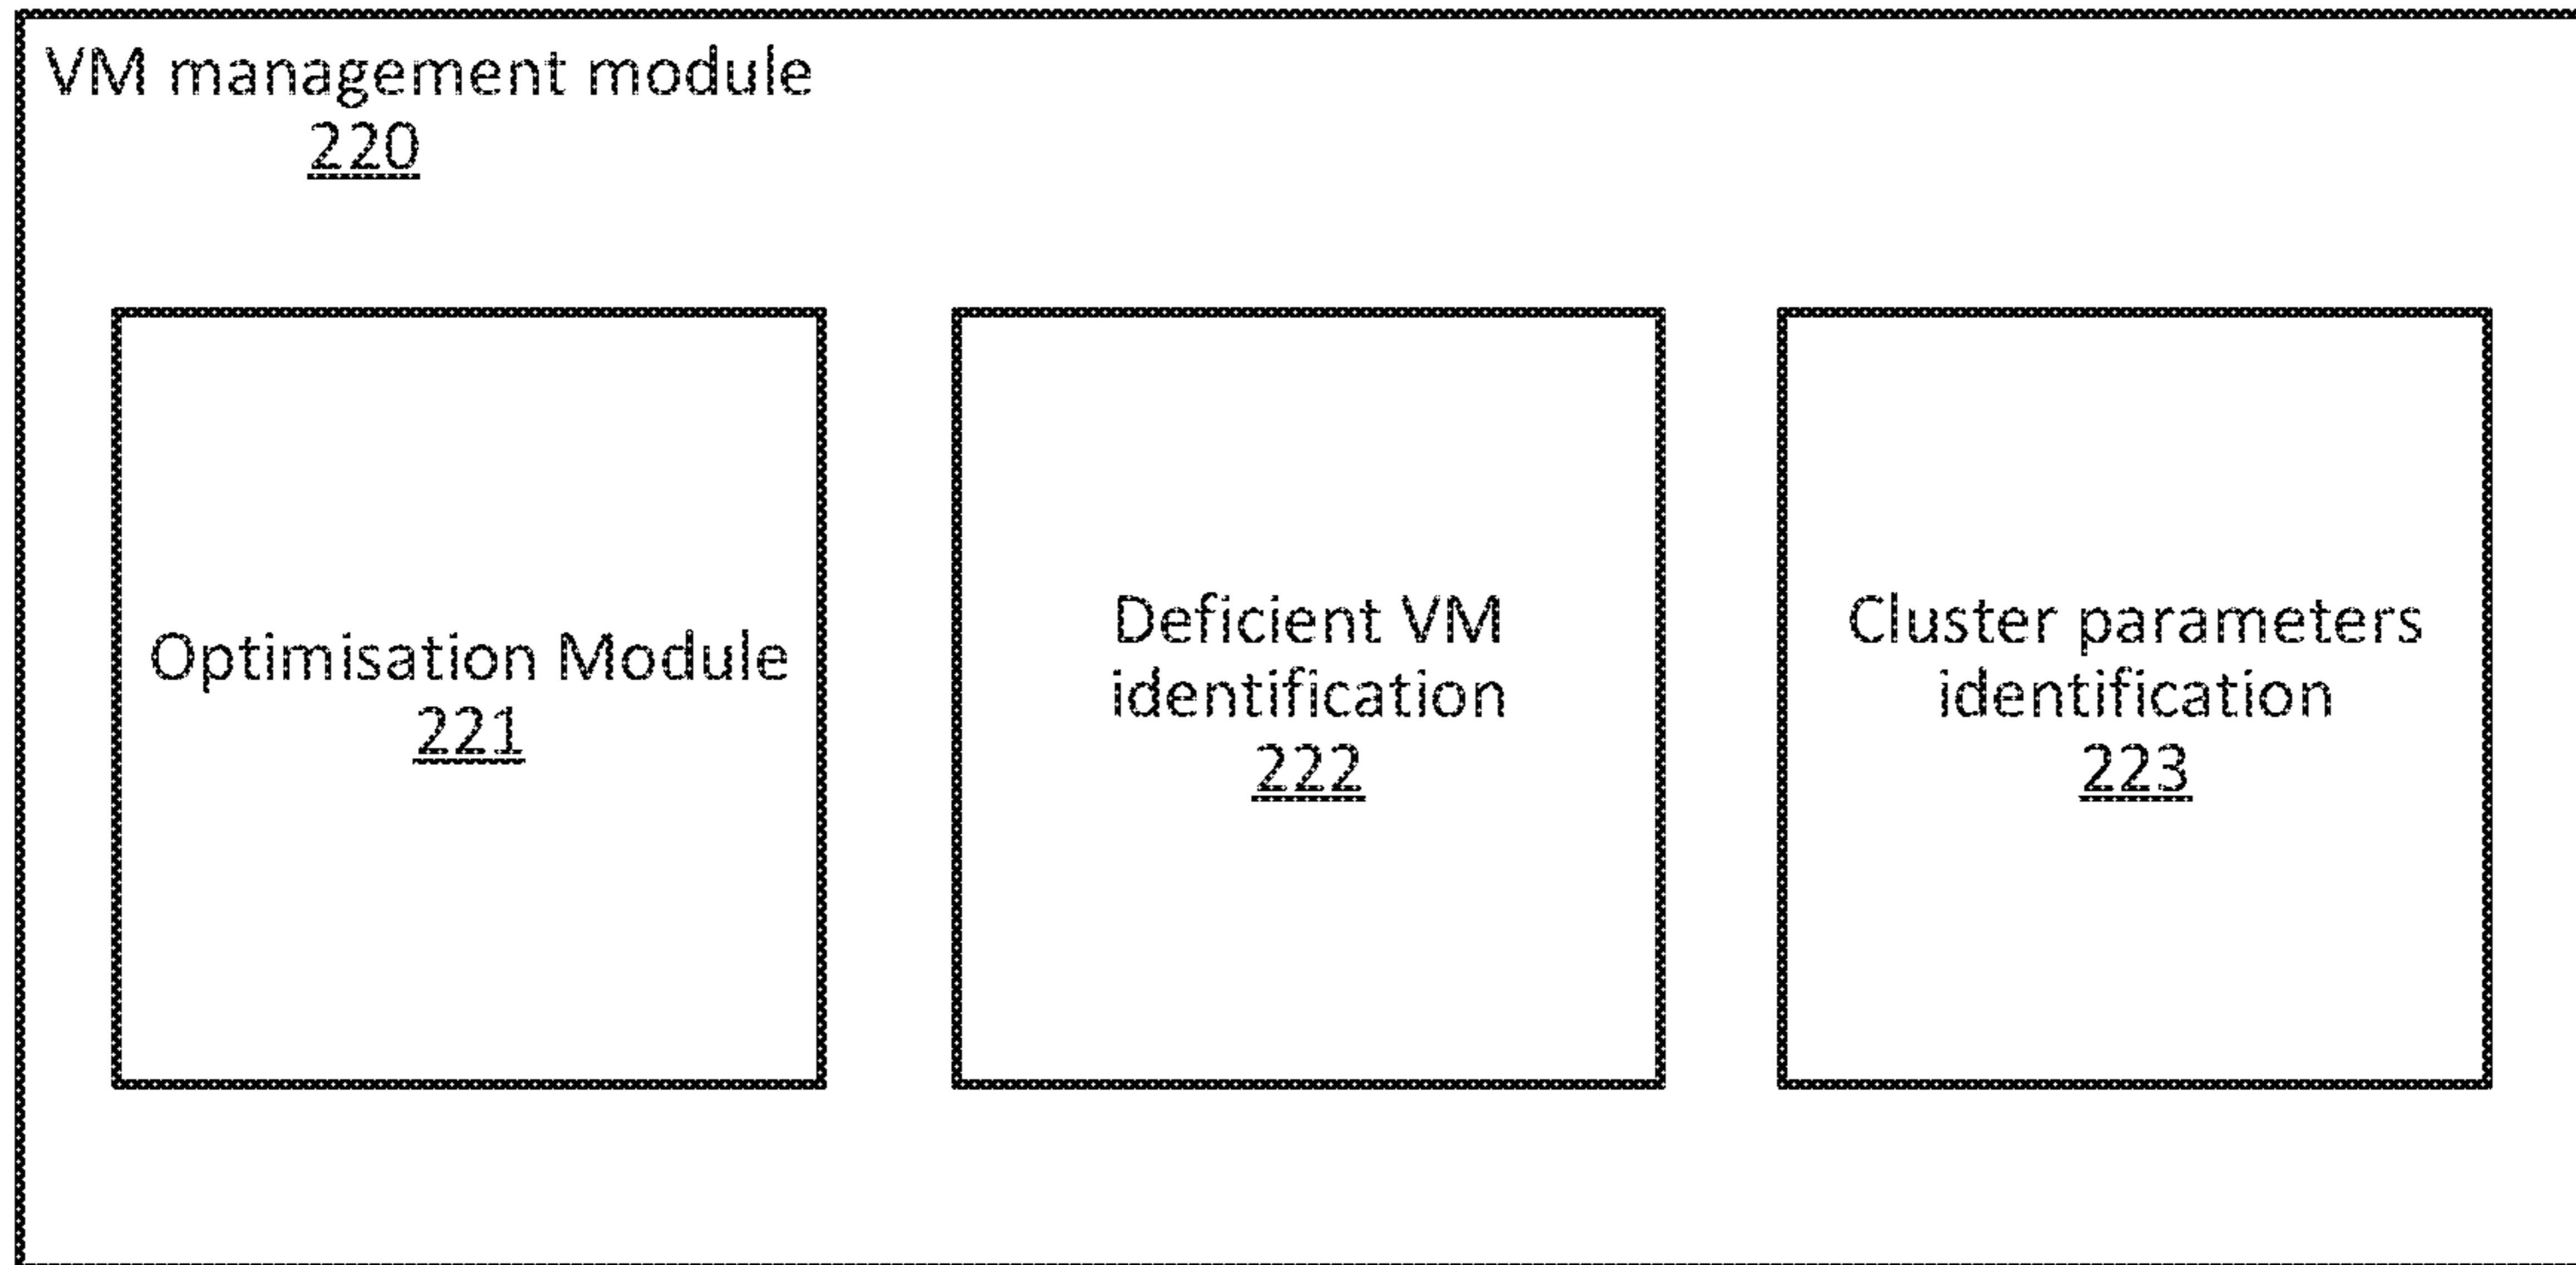 VM management module
220
Optimisation Module
221
Deficient VM
identification
222
Cluster parameters
identification
223